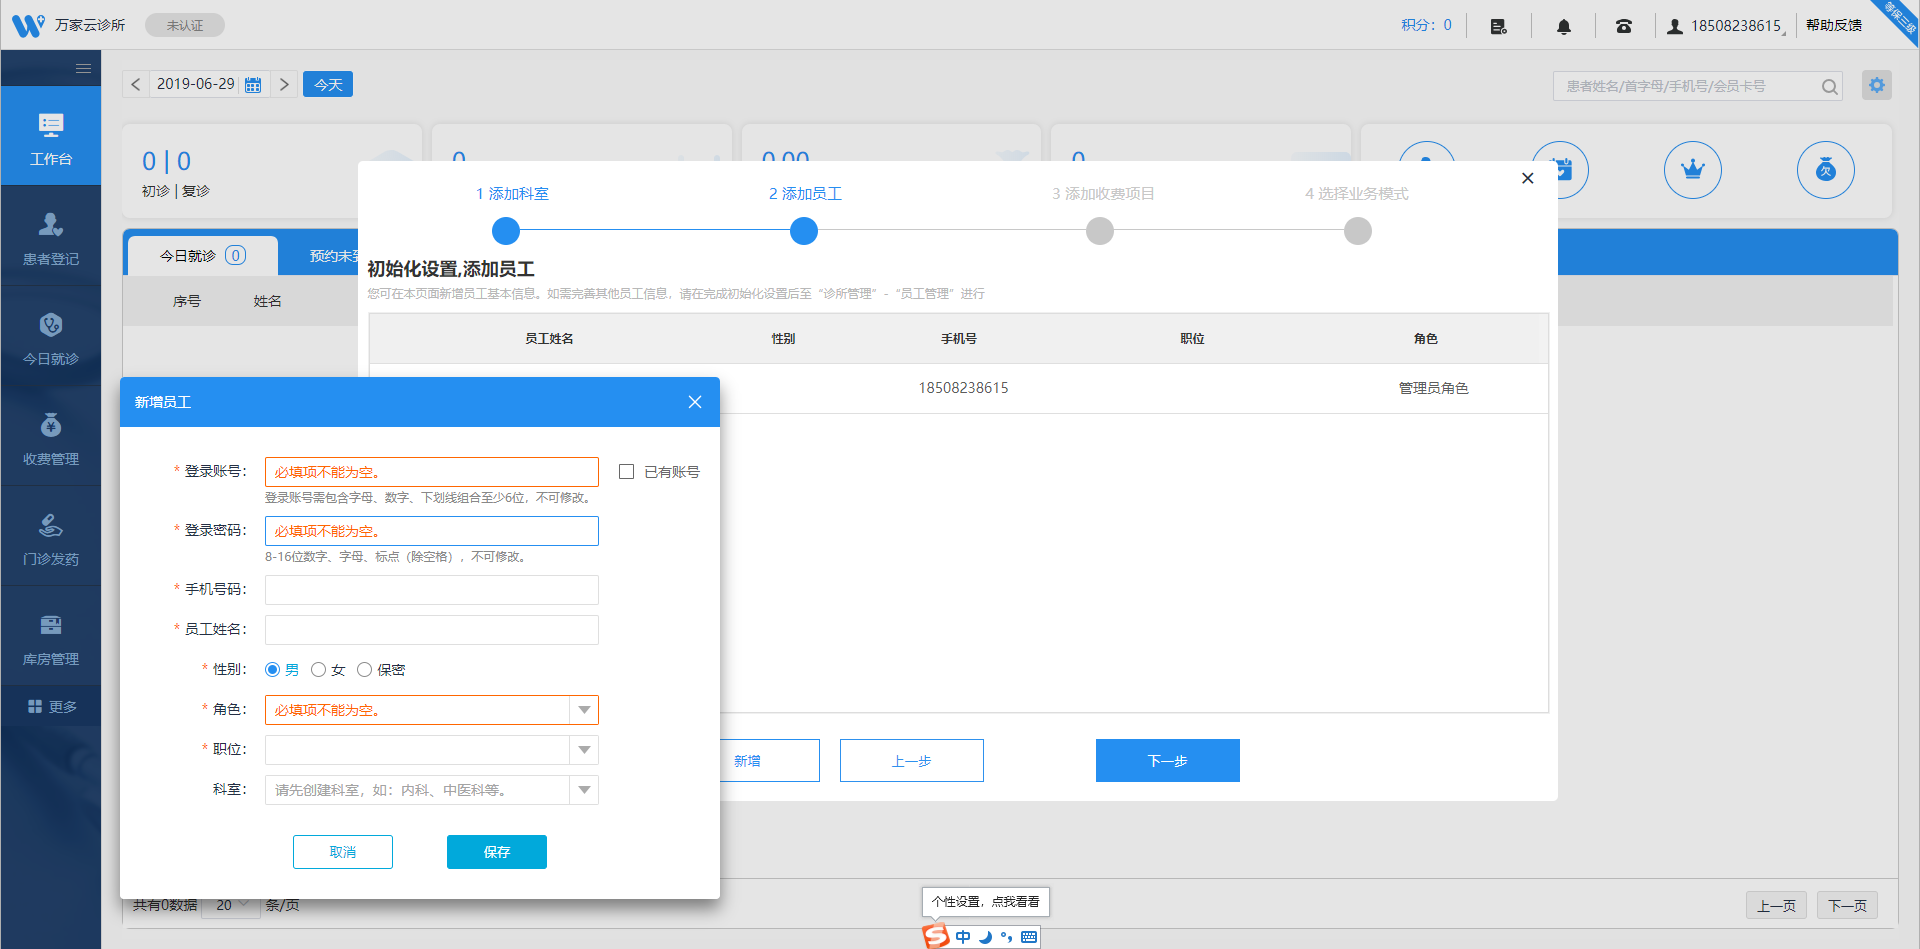 万家云诊所
未认证
积分：0
18508238615
帮助反馈
等保三级
2019-06-29
今天
患者姓名/首字母/手机号/会员卡号
工作台
患者登记
今日就诊
收费管理
门诊发药
库房管理
更多
0 | 0
初诊 | 复诊
0
0.00
0
欠
今日就诊 0
预约未到
序号
姓名
1 添加科室
2 添加员工
3 添加收费项目
4 选择业务模式
初始化设置,添加员工
您可在本页面新增员工基本信息。如需完善其他员工信息，请在完成初始化设置后至“诊所管理”-“员工管理”进行
员工姓名 性别 手机号 职位 角色
18508238615 管理员角色
新增
上一步
下一步
新增员工
* 登录账号： 必填项不能为空。 已有账号
登录账号需包含字母、数字、下划线组合至少6位，不可修改。
* 登录密码： 必填项不能为空。
8-16位数字、字母、标点（除空格），不可修改。
* 手机号码：
* 员工姓名：
* 性别： 男 女 保密
* 角色： 必填项不能为空。
* 职位：
科室： 请先创建科室，如：内科、中医科等。
取消
保存
共有0数据 20 条/页
上一页
下一页
个性设置，点我看看
S 中